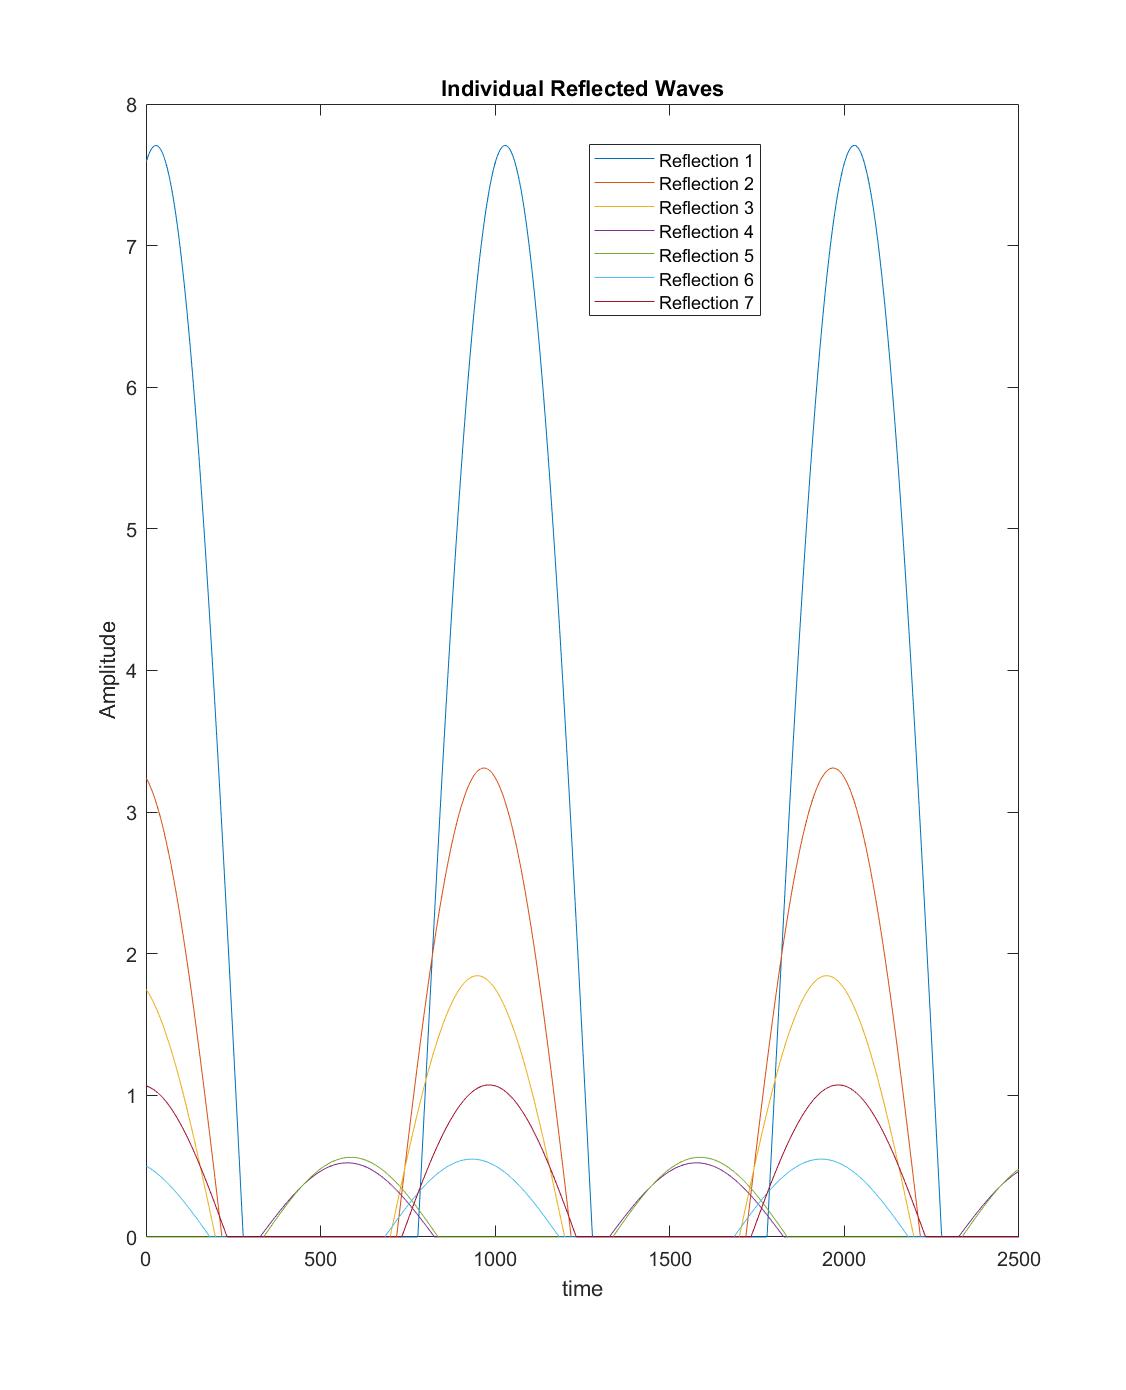 Individual Reflected Waves
8
7
6
5
4
3
2
1
0
Amplitude
Reflection 1
Reflection 2
Reflection 3
Reflection 4
Reflection 5
Reflection 6
Reflection 7
0 500 1000 1500 2000 2500
time